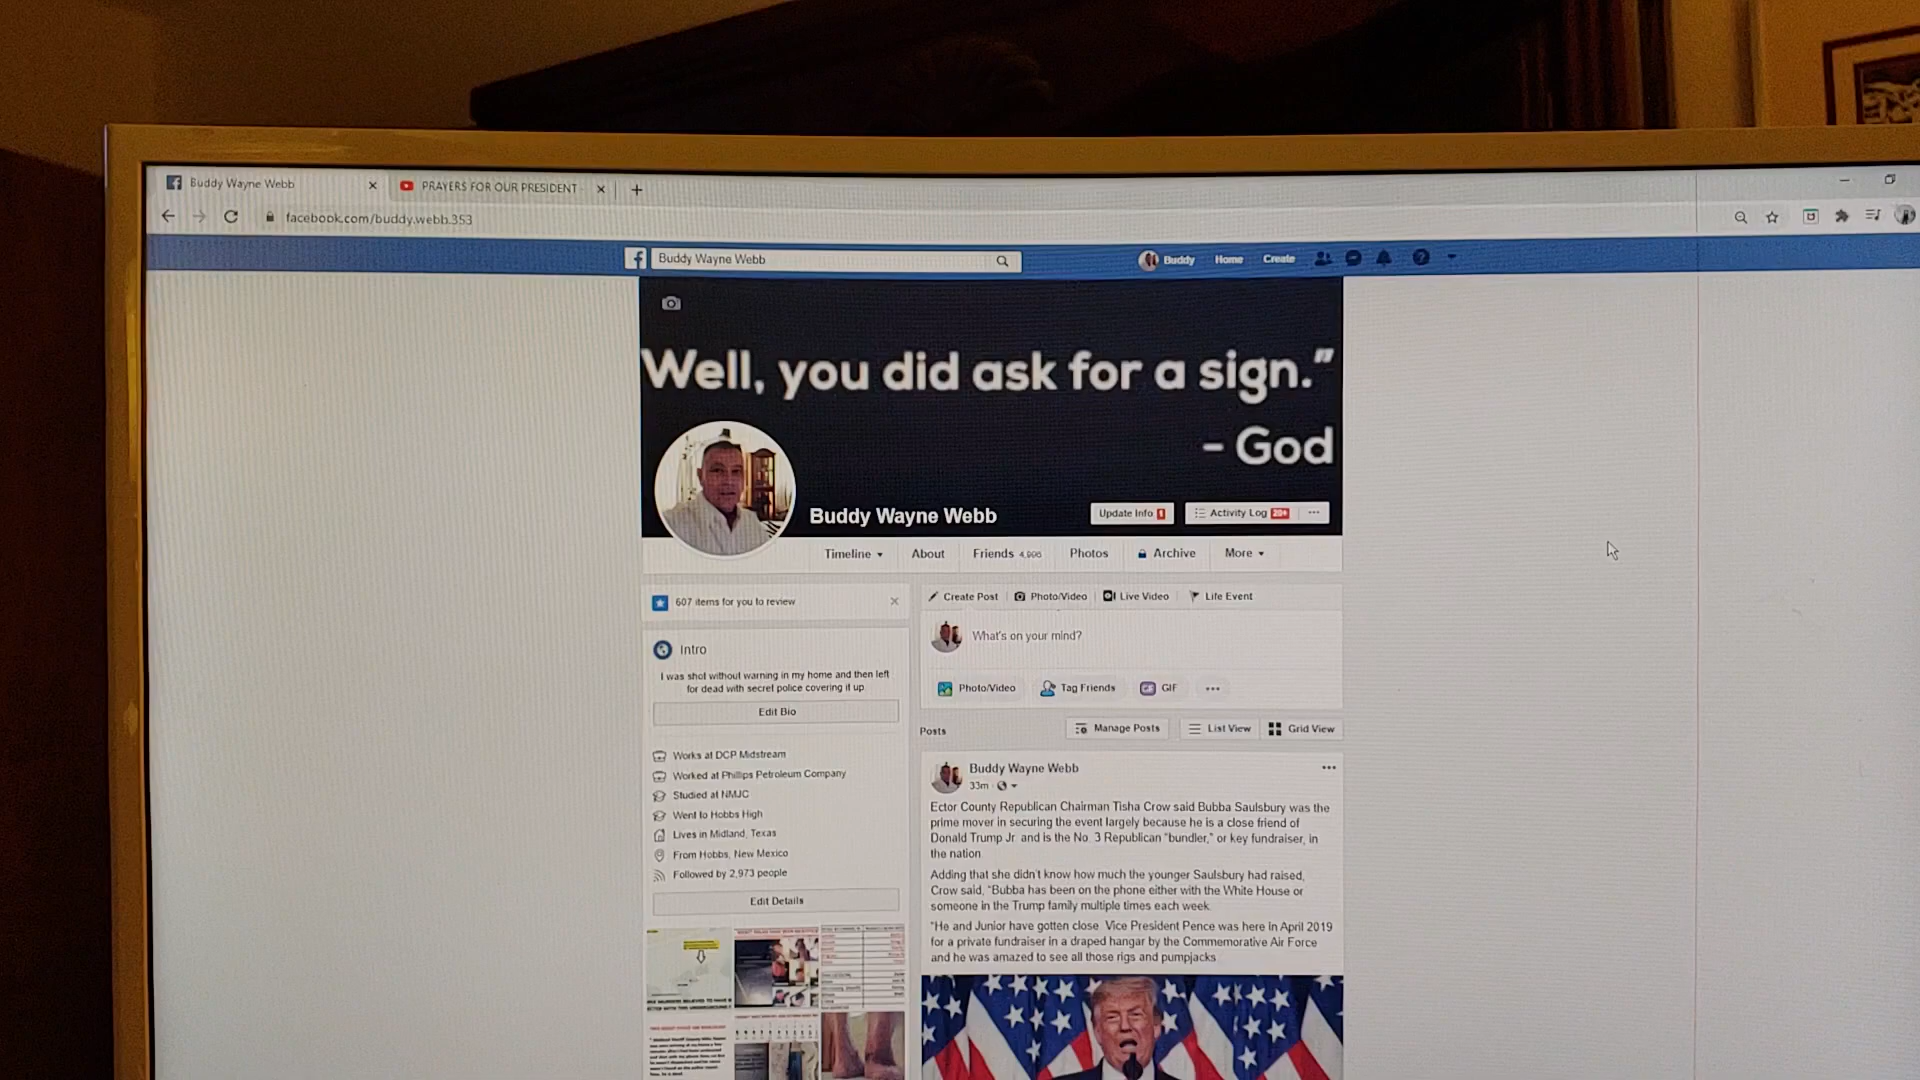 Buddy Wayne Webb
PRAYERS FOR OUR PRESIDENT
facebook.com/buddy.webb.353
Buddy Wayne Webb
Buddy Home Create
Well, you did ask for a sign."
- God
Buddy Wayne Webb
Update Info 1
Activity Log 20+
Timeline About Friends Photos Archive More
607 items for you to review
Intro
I was shot without warning in my home and then left
for dead with secret police covering it up
Edit Bio
Works at DCP Midstream
Worked at Phillips Petroleum Company
Studied at NMJC
Went to Hobbs High
Lives in Midland, Texas
From Hobbs, New Mexico
Followed by 2,973 people
Edit Details
Create Post Photo/Video Live Video Life Event
What's on your mind?
Photo/Video Tag Friends GIF
Posts
Manage Posts List View Grid View
Buddy Wayne Webb
33m
Ector County Republican Chairman Tisha Crow said Bubba Saulsbury was the
prime mover in securing the event largely because he is a close friend of
Donald Trump Jr. and is the No. 3 Republican "bundler," or key fundraiser, in
the nation
Adding that she didn't know how much the younger Saulsbury had raised,
Crow said, "Bubba has been on the phone either with the White House or
someone in the Trump family multiple times each week.
"He and Junior have gotten close. Vice President Pence was here in April 2019
for a private fundraiser in a draped hangar by the Commemorative Air Force
and he was amazed to see all those rigs and pumpjacks